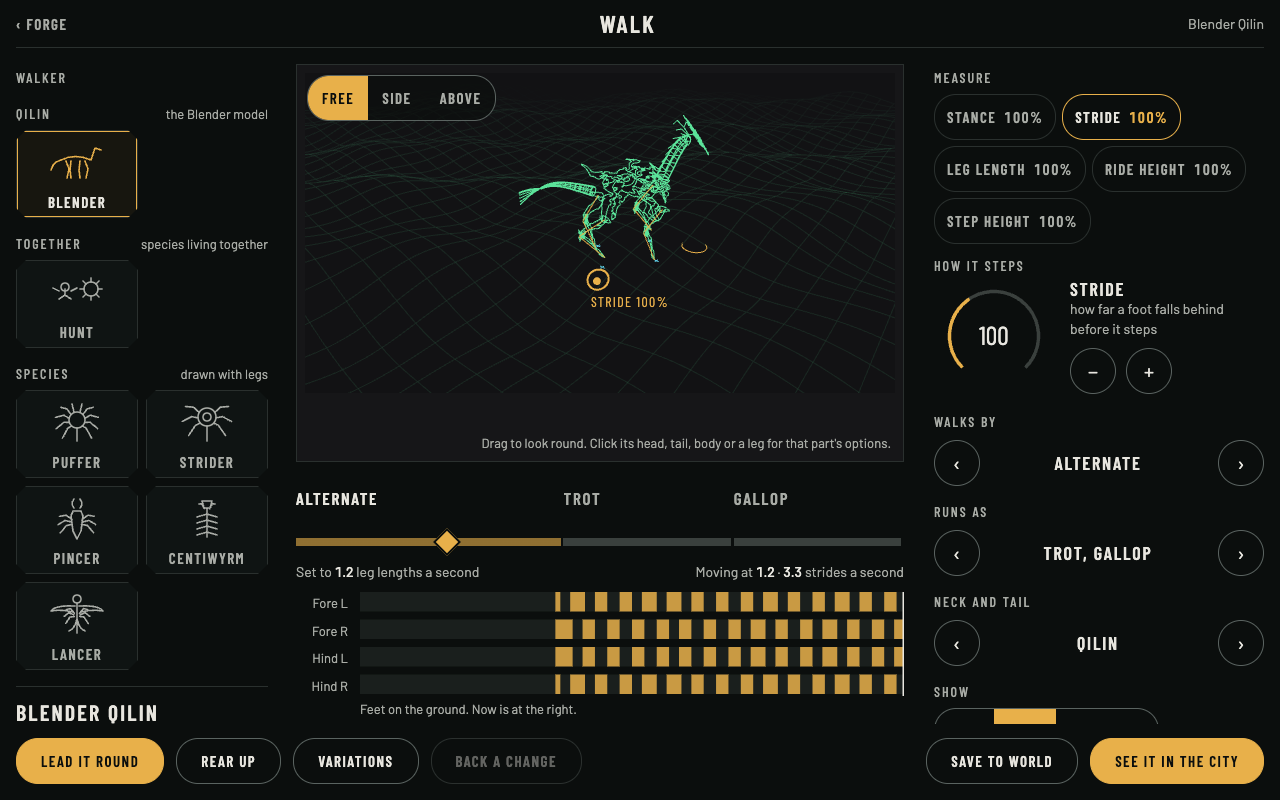 ‹ FORGE
WALK
Blender Qilin
WALKER
QILIN
the Blender model
BLENDER
TOGETHER
species living together
HUNT
SPECIES
drawn with legs
PUFFER
STRIDER
PINCER
CENTIWYRM
LANCER
BLENDER QILIN
FREE
SIDE
ABOVE
STRIDE 100%
Drag to look round. Click its head, tail, body or a leg for that part's options.
ALTERNATE
TROT
GALLOP
Set to 1.2 leg lengths a second
Moving at 1.2 · 3.3 strides a second
Fore L
Fore R
Hind L
Hind R
Feet on the ground. Now is at the right.
MEASURE
STANCE 100%
STRIDE 100%
LEG LENGTH 100%
RIDE HEIGHT 100%
STEP HEIGHT 100%
HOW IT STEPS
100
STRIDE
how far a foot falls behind
before it steps
−
+
WALKS BY
‹ ALTERNATE ›
RUNS AS
‹ TROT, GALLOP ›
NECK AND TAIL
‹ QILIN ›
SHOW
LEAD IT ROUND
REAR UP
VARIATIONS
BACK A CHANGE
SAVE TO WORLD
SEE IT IN THE CITY